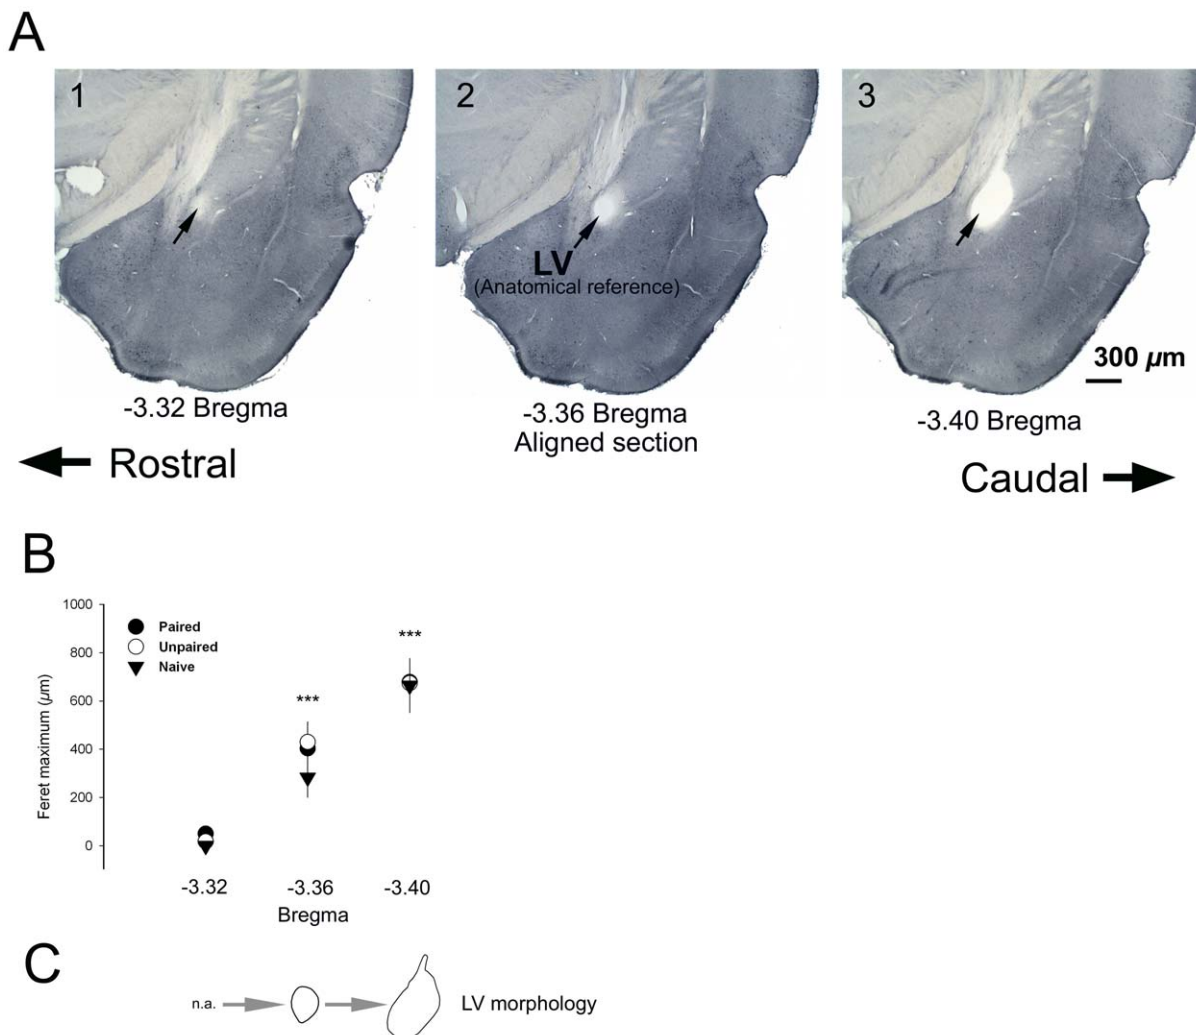 A
1
2
3
LV
(Anatomical reference)
300 µm
-3.32 Bregma
-3.36 Bregma
Aligned section
-3.40 Bregma
Rostral
Caudal
B
1000
800
600
400
200
0
Feret maximum (µm)
Paired
Unpaired
Naive
***
***
-3.32
-3.36
-3.40
Bregma
C
n.a.
LV morphology